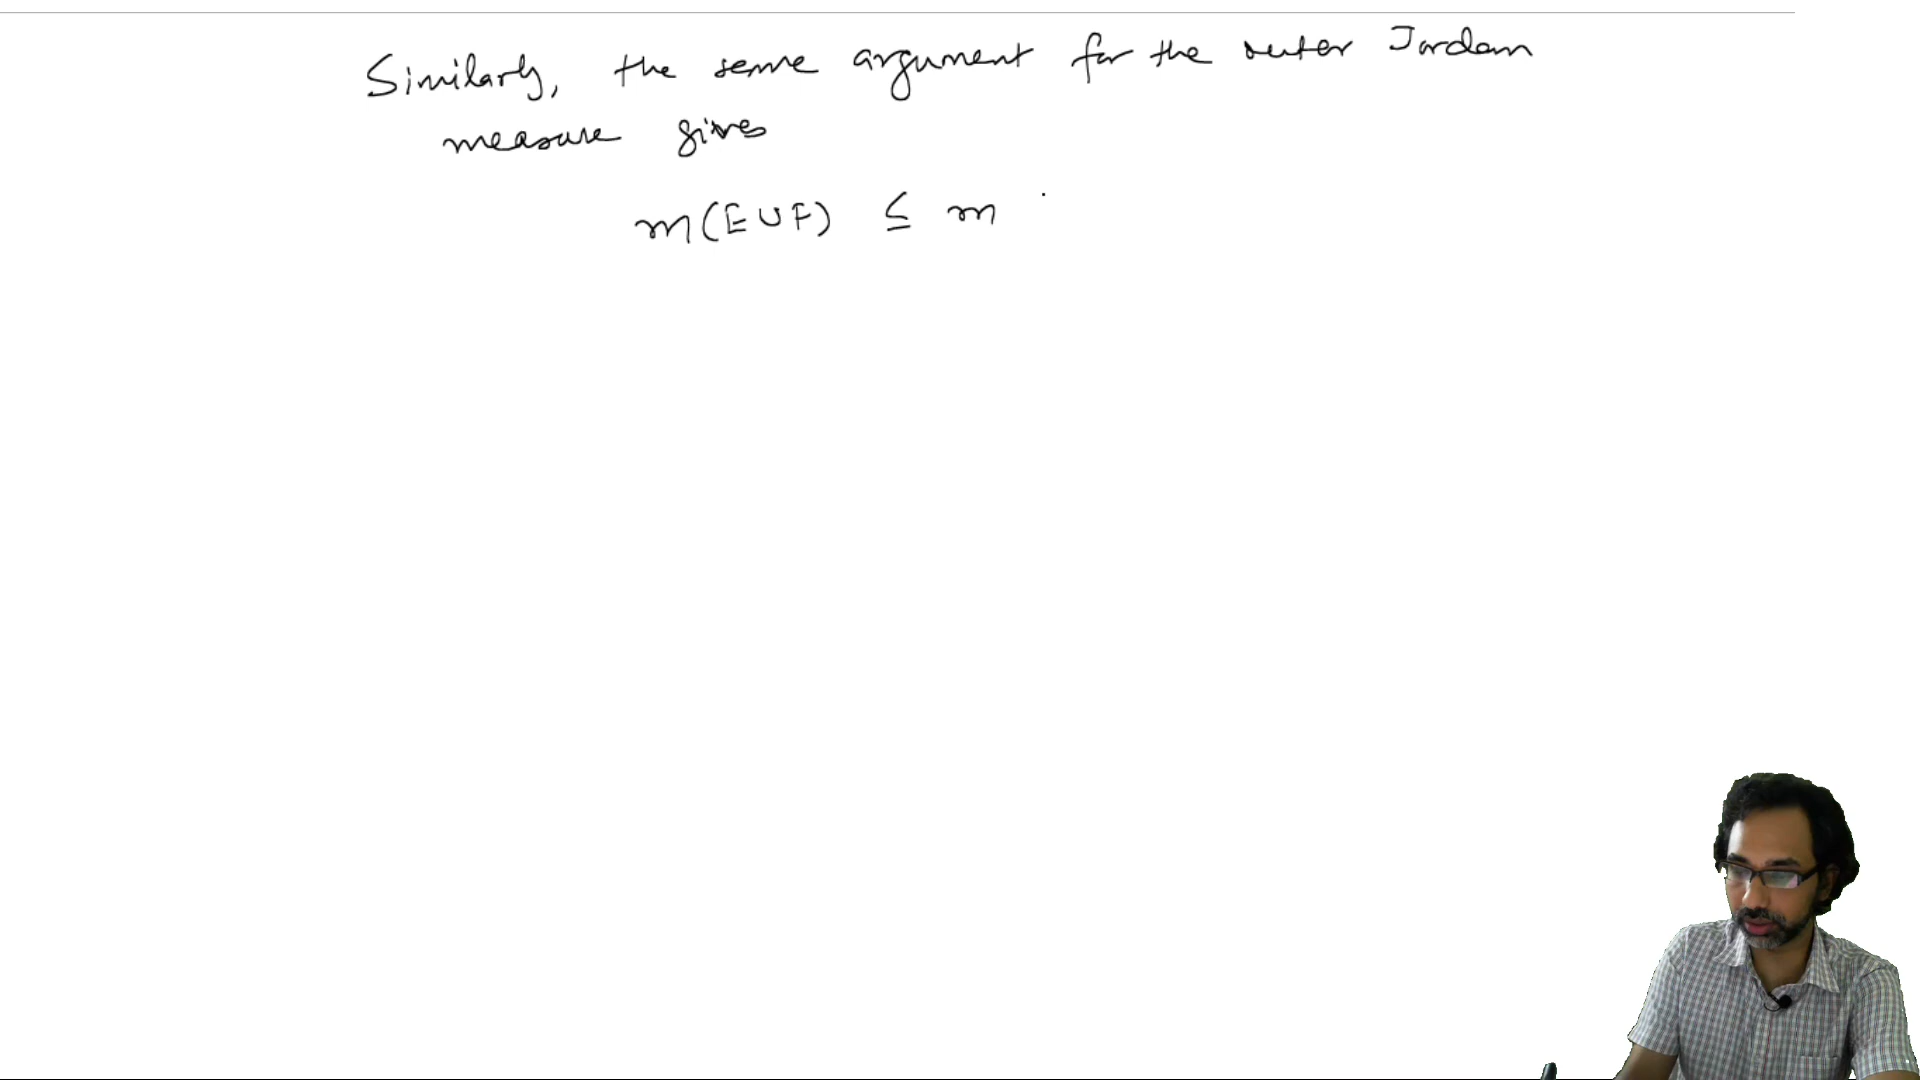 Similarly, the same argument for the outer Jordan
measure gives
m(E∪F) ≤ m